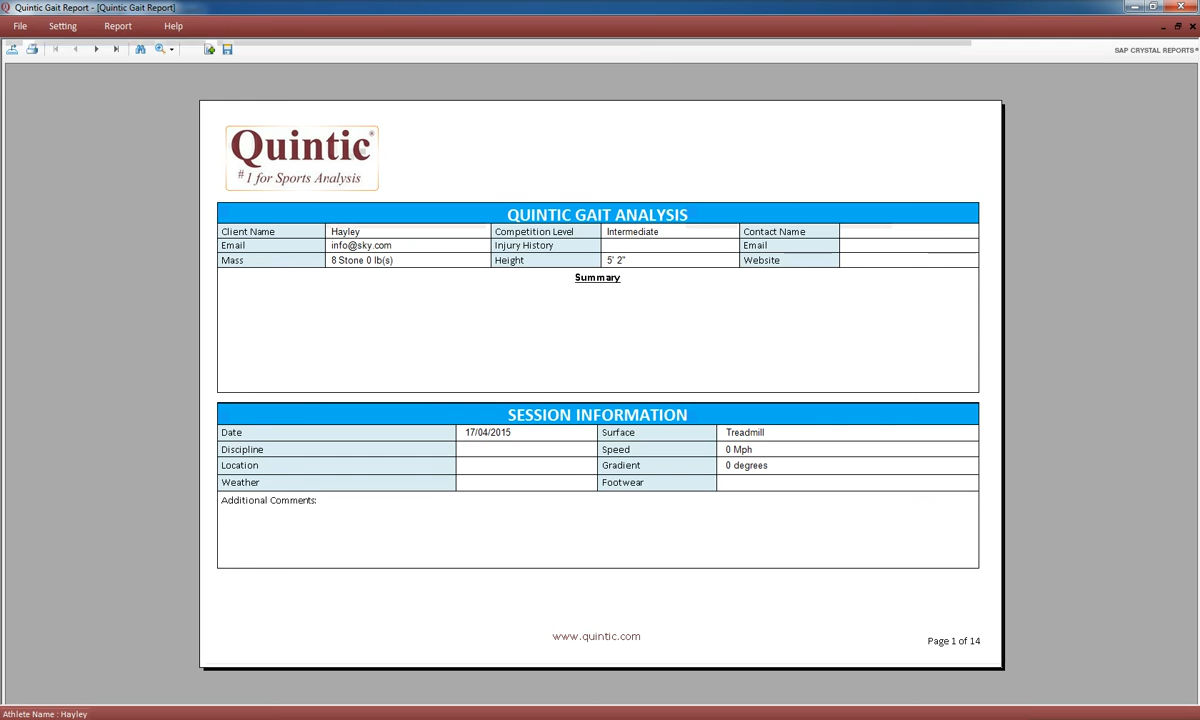 Quintic Gait Report - [Quintic Gait Report]
File Setting Report Help
SAP CRYSTAL REPORTS®
Quintic®
#1 for Sports Analysis
QUINTIC GAIT ANALYSIS
Client Name Hayley Competition Level Intermediate Contact Name
Email info@sky.com Injury History Email
Mass 8 Stone 0 lb(s) Height 5' 2" Website
Summary
SESSION INFORMATION
Date 17/04/2015 Surface Treadmill
Discipline Speed 0 Mph
Location Gradient 0 degrees
Weather Footwear
Additional Comments:
www.quintic.com
Page 1 of 14
Athlete Name : Hayley